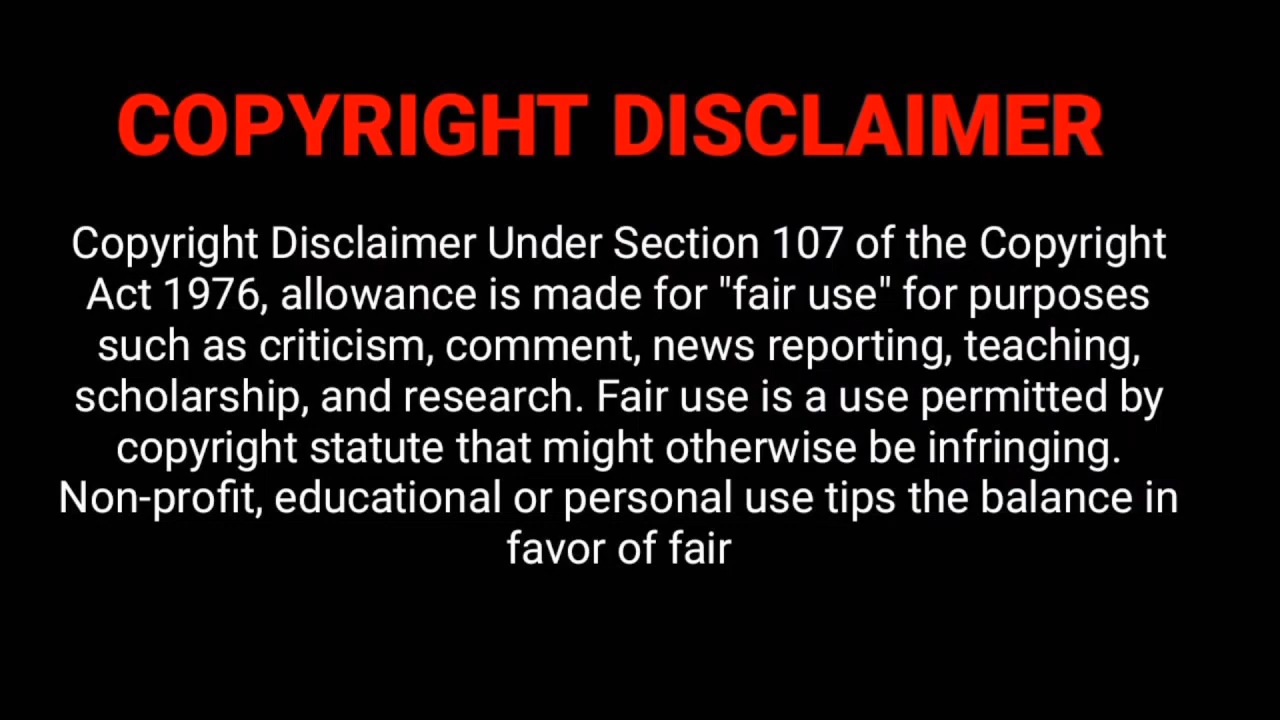 COPYRIGHT DISCLAIMER
Copyright Disclaimer Under Section 107 of the Copyright
Act 1976, allowance is made for "fair use" for purposes
such as criticism, comment, news reporting, teaching,
scholarship, and research. Fair use is a use permitted by
copyright statute that might otherwise be infringing.
Non-profit, educational or personal use tips the balance in
favor of fair